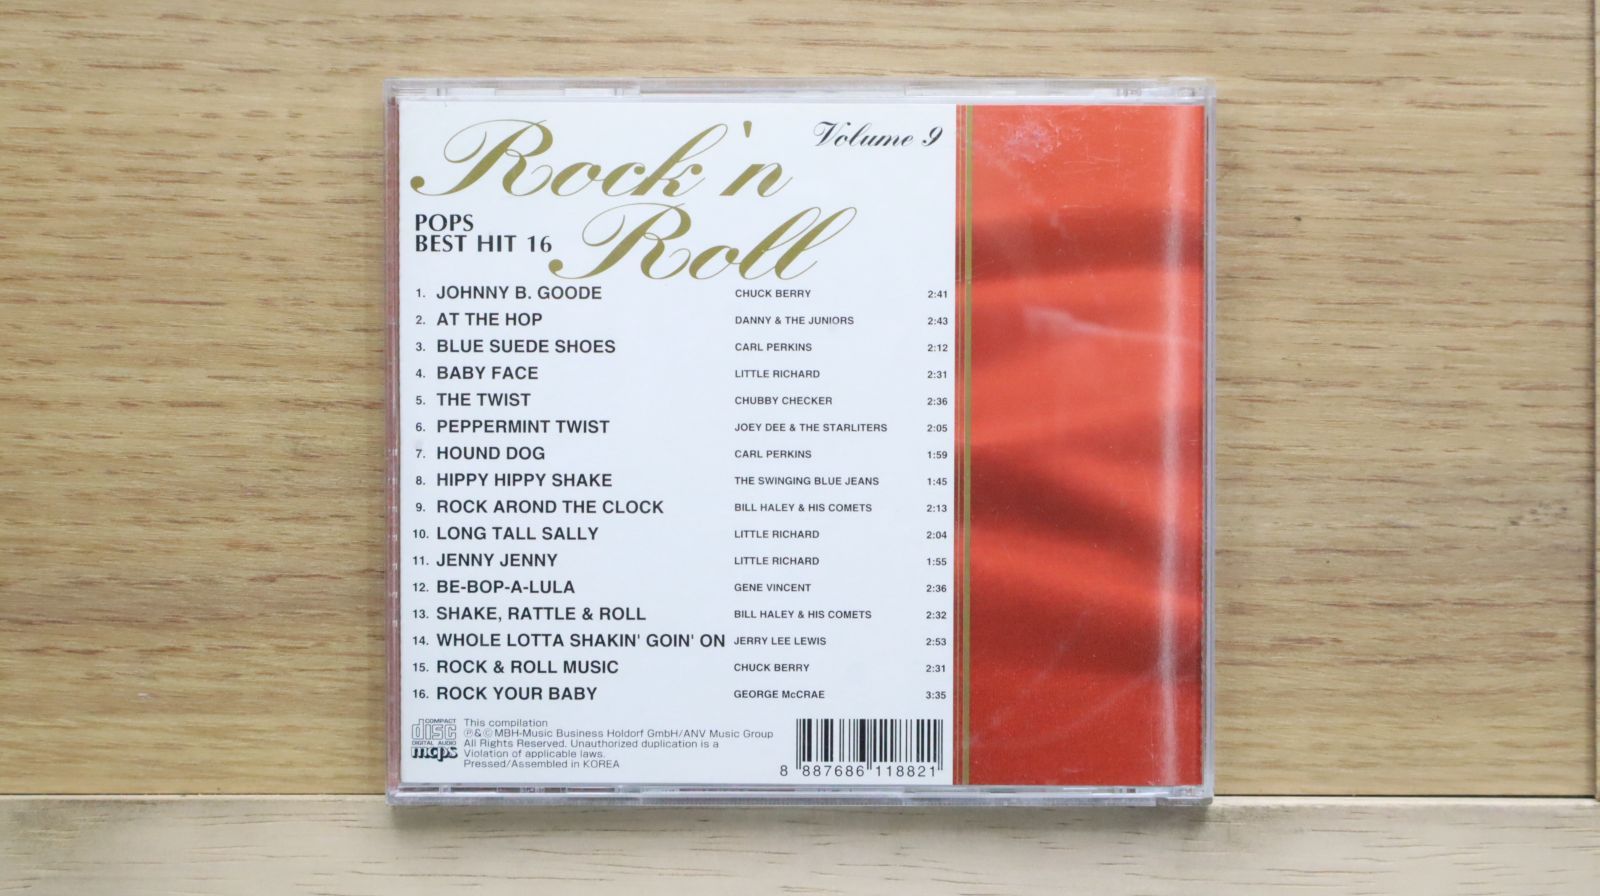 Rock 'n Roll
Volume 9
POPS
BEST HIT 16
1. JOHNNY B. GOODE CHUCK BERRY 2:41
2. AT THE HOP DANNY & THE JUNIORS 2:43
3. BLUE SUEDE SHOES CARL PERKINS 2:12
4. BABY FACE LITTLE RICHARD 2:31
5. THE TWIST CHUBBY CHECKER 2:36
6. PEPPERMINT TWIST JOEY DEE & THE STARLITERS 2:05
7. HOUND DOG CARL PERKINS 1:59
8. HIPPY HIPPY SHAKE THE SWINGING BLUE JEANS 1:45
9. ROCK AROND THE CLOCK BILL HALEY & HIS COMETS 2:13
10. LONG TALL SALLY LITTLE RICHARD 2:04
11. JENNY JENNY LITTLE RICHARD 1:55
12. BE-BOP-A-LULA GENE VINCENT 2:36
13. SHAKE, RATTLE & ROLL BILL HALEY & HIS COMETS 2:32
14. WHOLE LOTTA SHAKIN' GOIN' ON JERRY LEE LEWIS 2:53
15. ROCK & ROLL MUSIC CHUCK BERRY 2:31
16. ROCK YOUR BABY GEORGE McCRAE 3:35
COMPACT
disc
DIGITAL AUDIO
mcps
This compilation
℗&©MBH-Music Business Holdorf GmbH/ANV Music Group
All Rights Reserved. Unauthorized duplication is a
Violation of applicable laws.
Pressed/Assembled in KOREA
8 887686 118821